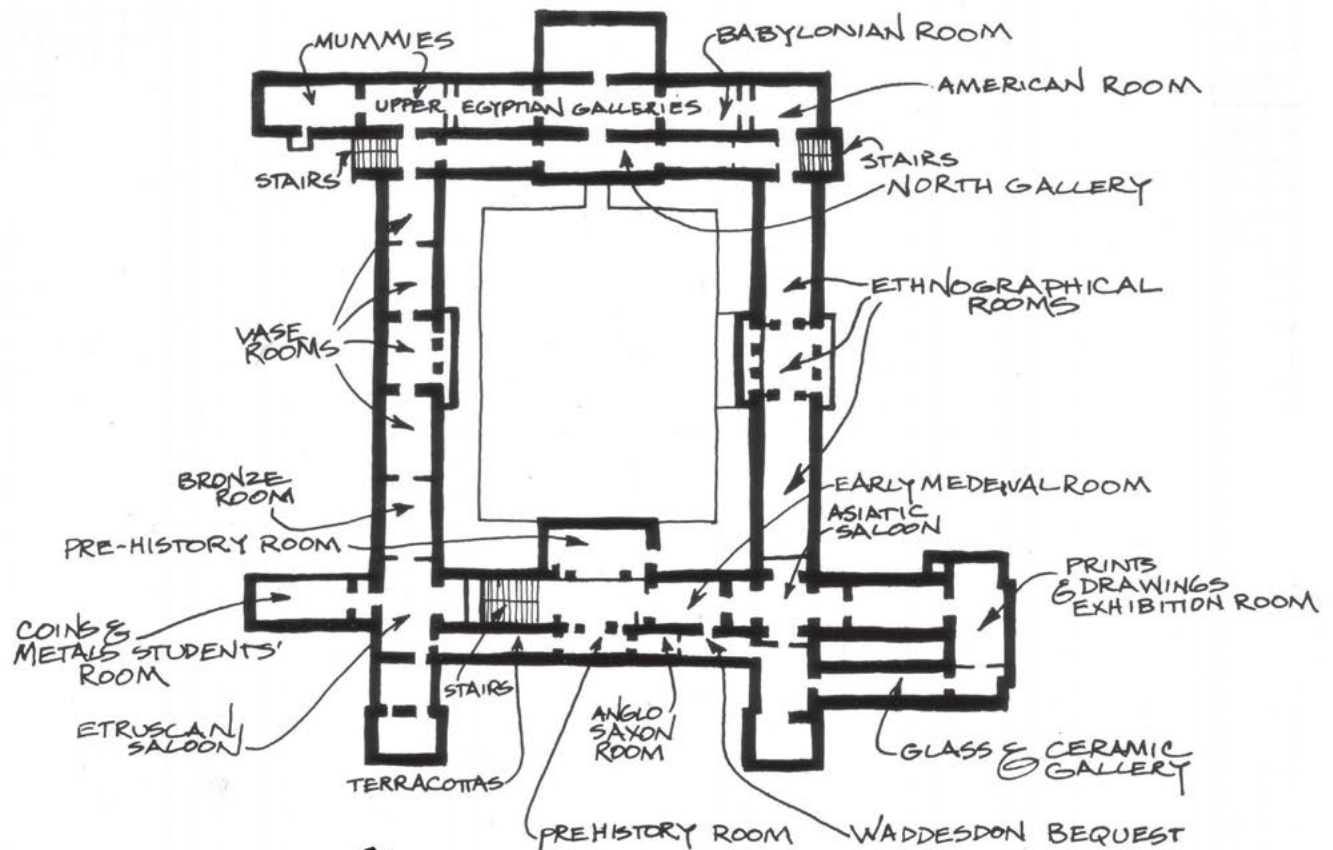 MUMMIES
BABYLONIAN ROOM
AMERICAN ROOM
UPPER EGYPTIAN GALLERIES
STAIRS
STAIRS
NORTH GALLERY
ETHNOGRAPHICAL
ROOMS
VASE
ROOMS
BRONZE
ROOM
EARLY MEDEIVAL ROOM
ASIATIC
SALOON
PRE-HISTORY ROOM
PRINTS
& DRAWINGS
EXHIBITION ROOM
COINS &
METALS STUDENTS'
ROOM
STAIRS
ETRUSCAN
SALOON
ANGLO
SAXON
ROOM
GLASS & CERAMIC
GALLERY
TERRACOTTAS
PREHISTORY ROOM
WADDESDON BEQUEST